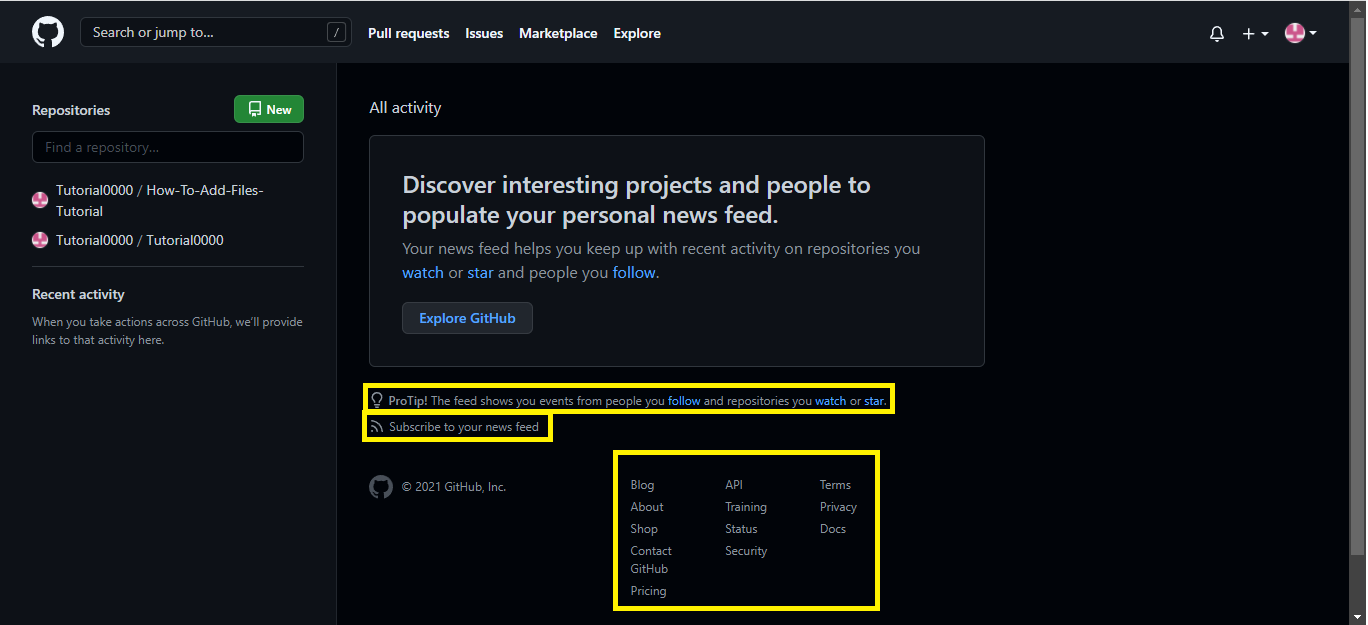 Search or jump to... /
Pull requests
Issues
Marketplace
Explore
Repositories
New
Find a repository...
Tutorial0000 / How-To-Add-Files-
Tutorial
Tutorial0000 / Tutorial0000
Recent activity
When you take actions across GitHub, we'll provide
links to that activity here.
All activity
Discover interesting projects and people to
populate your personal news feed.
Your news feed helps you keep up with recent activity on repositories you
watch or star and people you follow.
Explore GitHub
ProTip! The feed shows you events from people you follow and repositories you watch or star.
Subscribe to your news feed
© 2021 GitHub, Inc.
Blog
About
Shop
Contact
GitHub
Pricing
API
Training
Status
Security
Terms
Privacy
Docs